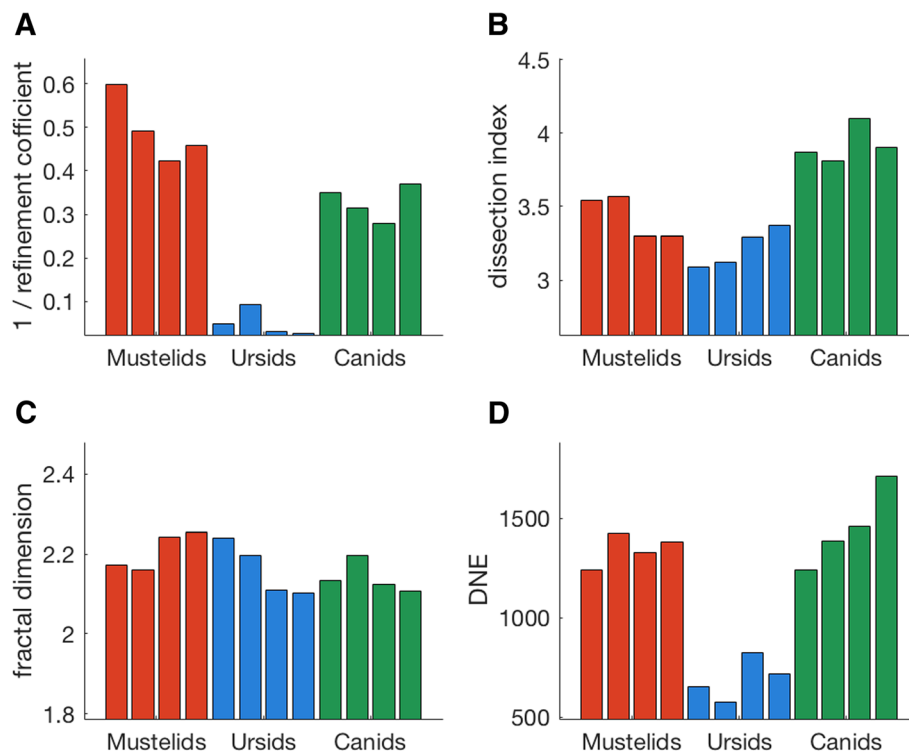 A
1 / refinement cofficient
0.6
0.5
0.4
0.3
0.2
0.1
Mustelids Ursids Canids
B
dissection index
4.5
4
3.5
3
Mustelids Ursids Canids
C
fractal dimension
2.4
2.2
2
1.8
Mustelids Ursids Canids
D
DNE
1500
1000
500
Mustelids Ursids Canids